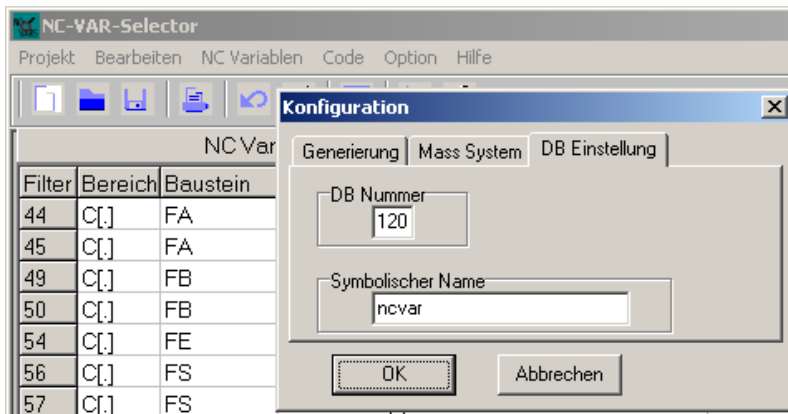 NC-VAR-Selector
Projekt Bearbeiten NC Variablen Code Option Hilfe
Konfiguration
NC Var
Generierung Mass System DB Einstellung
Filter Bereich Baustein
DB Nummer
120
44 C[.] FA
45 C[.] FA
49 C[.] FB
50 C[.] FB
54 C[.] FE
56 C[.] FS
57 C[.] FS
Symbolischer Name
ncvar
OK Abbrechen